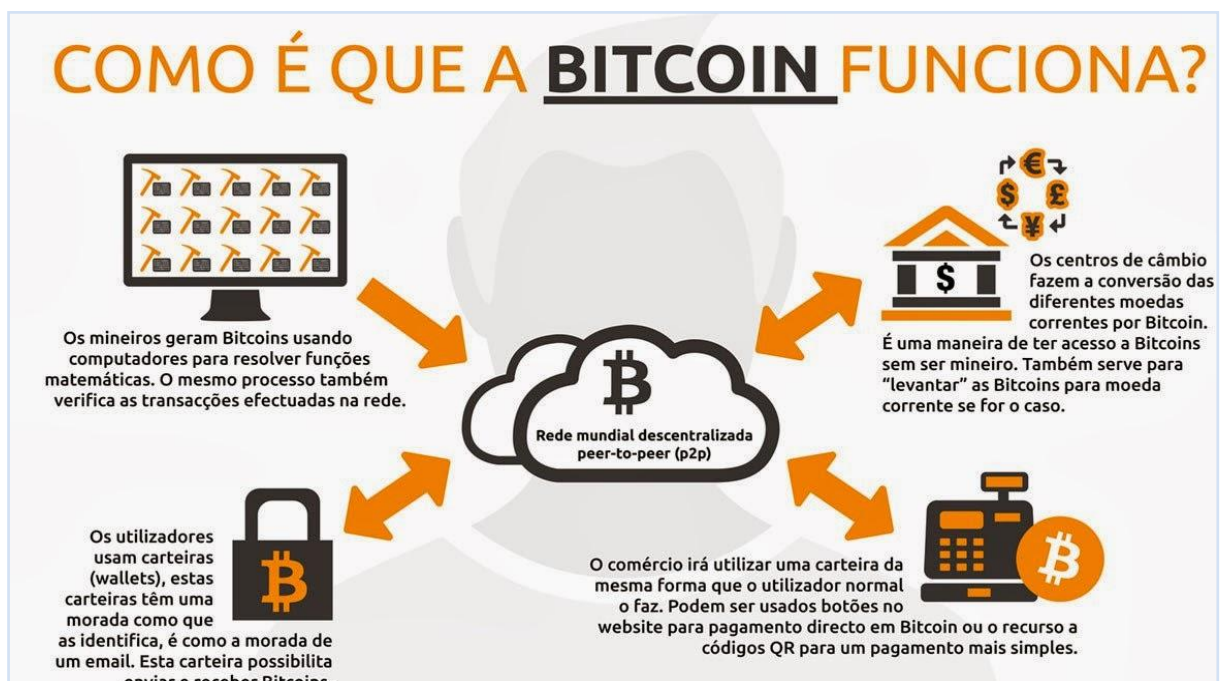 COMO É QUE A BITCOIN FUNCIONA?
Os mineiros geram Bitcoins usando
computadores para resolver funções
matemáticas. O mesmo processo também
verifica as transacções efectuadas na rede.
€
$ £
¥
$
Os centros de câmbio
fazem a conversão das
diferentes moedas
correntes por Bitcoin.
É uma maneira de ter acesso a Bitcoins
sem ser mineiro. Também serve para
“levantar” as Bitcoins para moeda
corrente se for o caso.
Rede mundial descentralizada
peer-to-peer (p2p)
Os utilizadores
usam carteiras
(wallets), estas
carteiras têm uma
morada como que
as identifica, é como a morada de
um email. Esta carteira possibilita
enviar e receber Bitcoins.
O comércio irá utilizar uma carteira da
mesma forma que o utilizador normal
o faz. Podem ser usados botões no
website para pagamento directo em Bitcoin ou o recurso a
códigos QR para um pagamento mais simples.